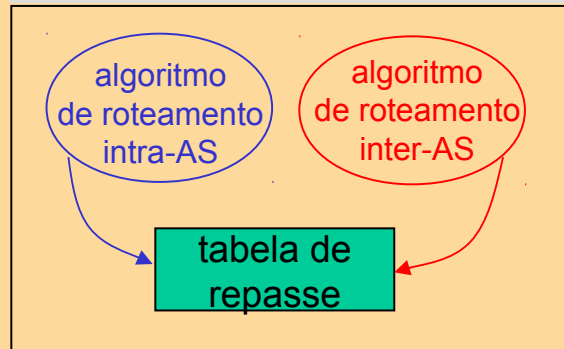 algoritmo
de roteamento
intra-AS
algoritmo
de roteamento
inter-AS
tabela de
repasse